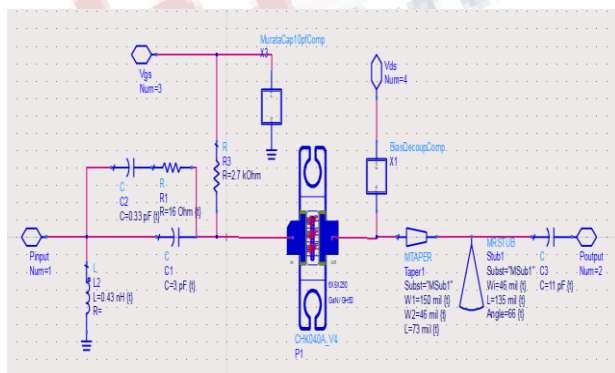 MurataCap10pfComp
X3
Vgs
Num=3
Vds
Num=4
R
R3
R=2.7 kOhm
BiasDecoupComp.
X1
C
C2
C=0.33 pF {t}
R
R1
R=16 Ohm {t}
Pinput
Num=1
C
C1
C=3 pF {t}
L
L2
L=0.43 nH {t}
R=
6X8X250
GaN / GH50
CHK040A_V4
P1
MTAPER
Taper1
Subst="MSub1"
W1=150 mil {t}
W2=46 mil {t}
L=73 mil {t}
MRSTUB
Stub1
Subst="MSub1"
Wi=46 mil {t}
L=135 mil {t}
Angle=66 {t}
C
C3
C=11 pF {t}
Poutput
Num=2